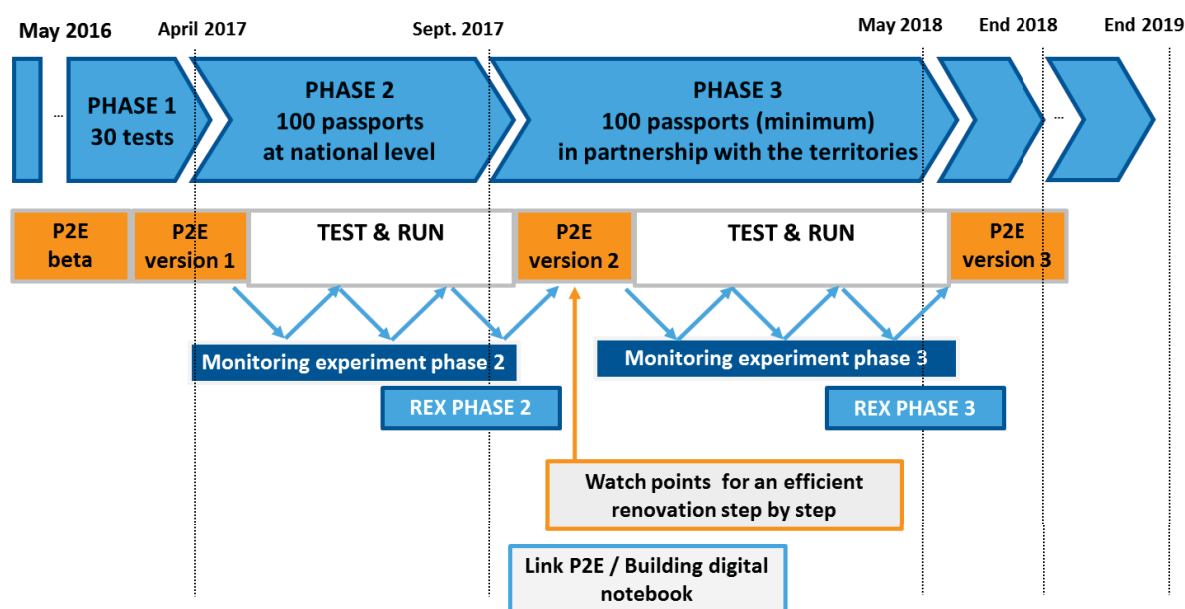 May 2016
April 2017
Sept. 2017
May 2018
End 2018
End 2019
...
PHASE 1
30 tests
PHASE 2
100 passports
at national level
PHASE 3
100 passports (minimum)
in partnership with the territories
...
P2E
beta
P2E
version 1
TEST & RUN
P2E
version 2
TEST & RUN
P2E
version 3
Monitoring experiment phase 2
Monitoring experiment phase 3
REX PHASE 2
REX PHASE 3
Watch points for an efficient
renovation step by step
Link P2E / Building digital
notebook